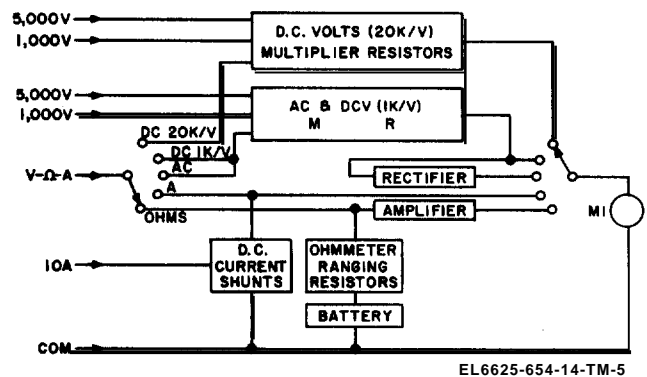 5,000V
1,000V
D.C. VOLTS (20K/V)
MULTIPLIER RESISTORS
5,000V
1,000V
AC & DCV (1K/V)
M R
DC 20K/V
DC 1K/V
AC
V-Ω-A
A
OHMS
RECTIFIER
AMPLIFIER
M1
10A
D.C.
CURRENT
SHUNTS
OHMMETER
RANGING
RESISTORS
BATTERY
COM
EL6625-654-14-TM-5